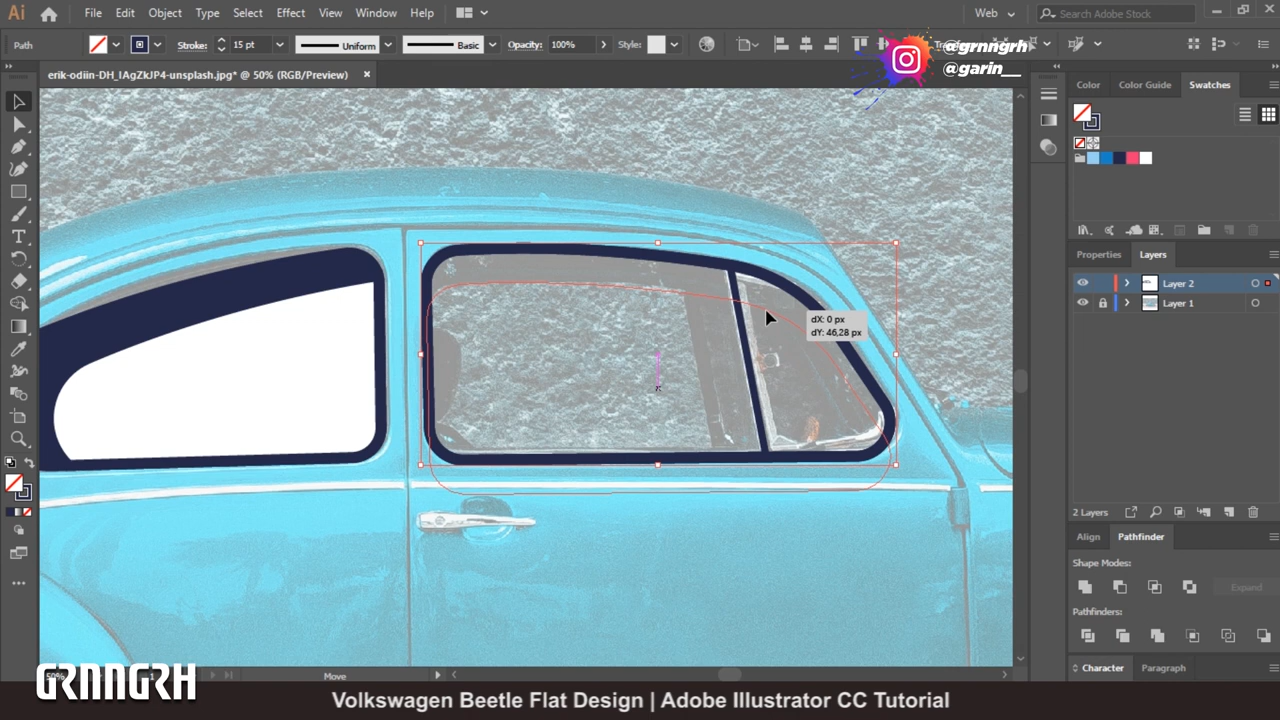 Ai File Edit Object Type Select Effect View Window Help Web Search Adobe Stock
Path Stroke: 15 pt Uniform Basic Opacity: 100% Style:
@grnngrh
@garin__
erik-odiin-DH_lAgZkJP4-unsplash.jpg* @ 50% (RGB/Preview)
Color Color Guide Swatches
Properties Layers
Layer 2
Layer 1
dX: 0 px
dY: 46,28 px
2 Layers
Align Pathfinder
Shape Modes:
Expand
Pathfinders:
Character Paragraph
GRNNGRH
50% Move
Volkswagen Beetle Flat Design | Adobe Illustrator CC Tutorial